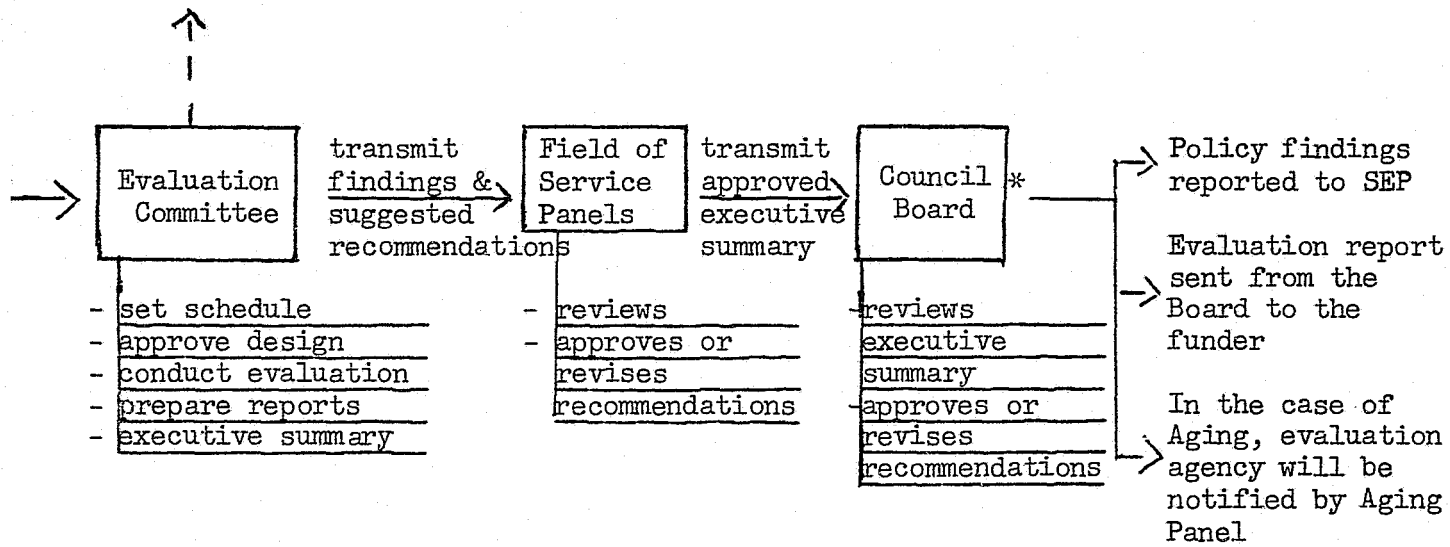 Evaluation
Committee
transmit
findings &
suggested
recommendations
Field of
Service
Panels
transmit
approved
executive
summary
Council
Board
*
Policy findings
reported to SEP
Evaluation report
sent from the
Board to the
funder
In the case of
Aging, evaluation
agency will be
notified by Aging
Panel
- set schedule
- approve design
- conduct evaluation
- prepare reports
- executive summary
- reviews
- approves or
revises
recommendations
- reviews
executive
summary
- approves or
revises
recommendations